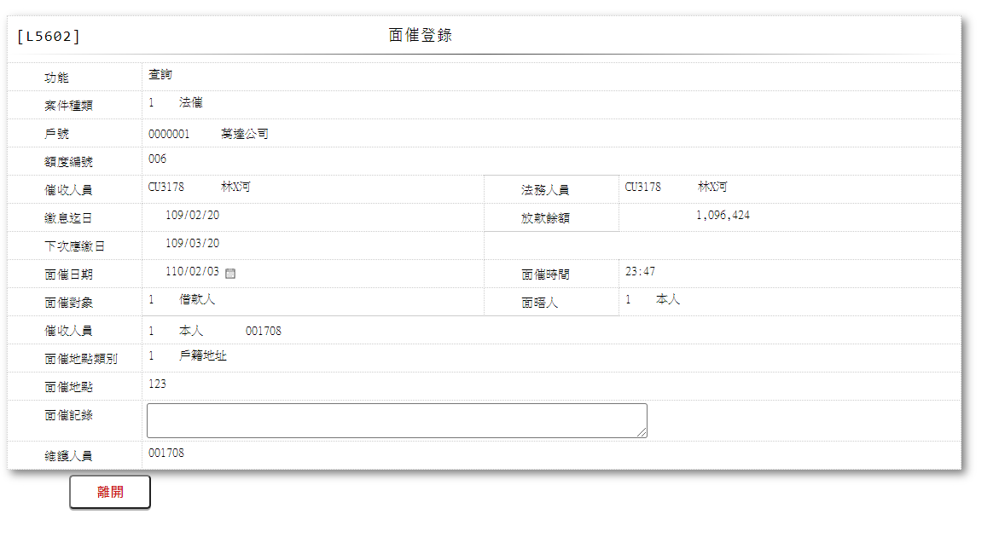 [L5602] 面催登錄
功能 查詢
案件種類 1 法催
戶號 0000001 萬達公司
額度編號 006
催收人員 CU3178 林X河 法務人員 CU3178 林X河
繳息迄日 109/02/20 放款餘額 1,096,424
下次應繳日 109/03/20
面催日期 110/02/03 面催時間 23:47
面催對象 1 借款人 面晤人 1 本人
催收人員 1 本人 001708
面催地點類別 1 戶籍地址
面催地點 123
面催記錄
維護人員 001708
離開